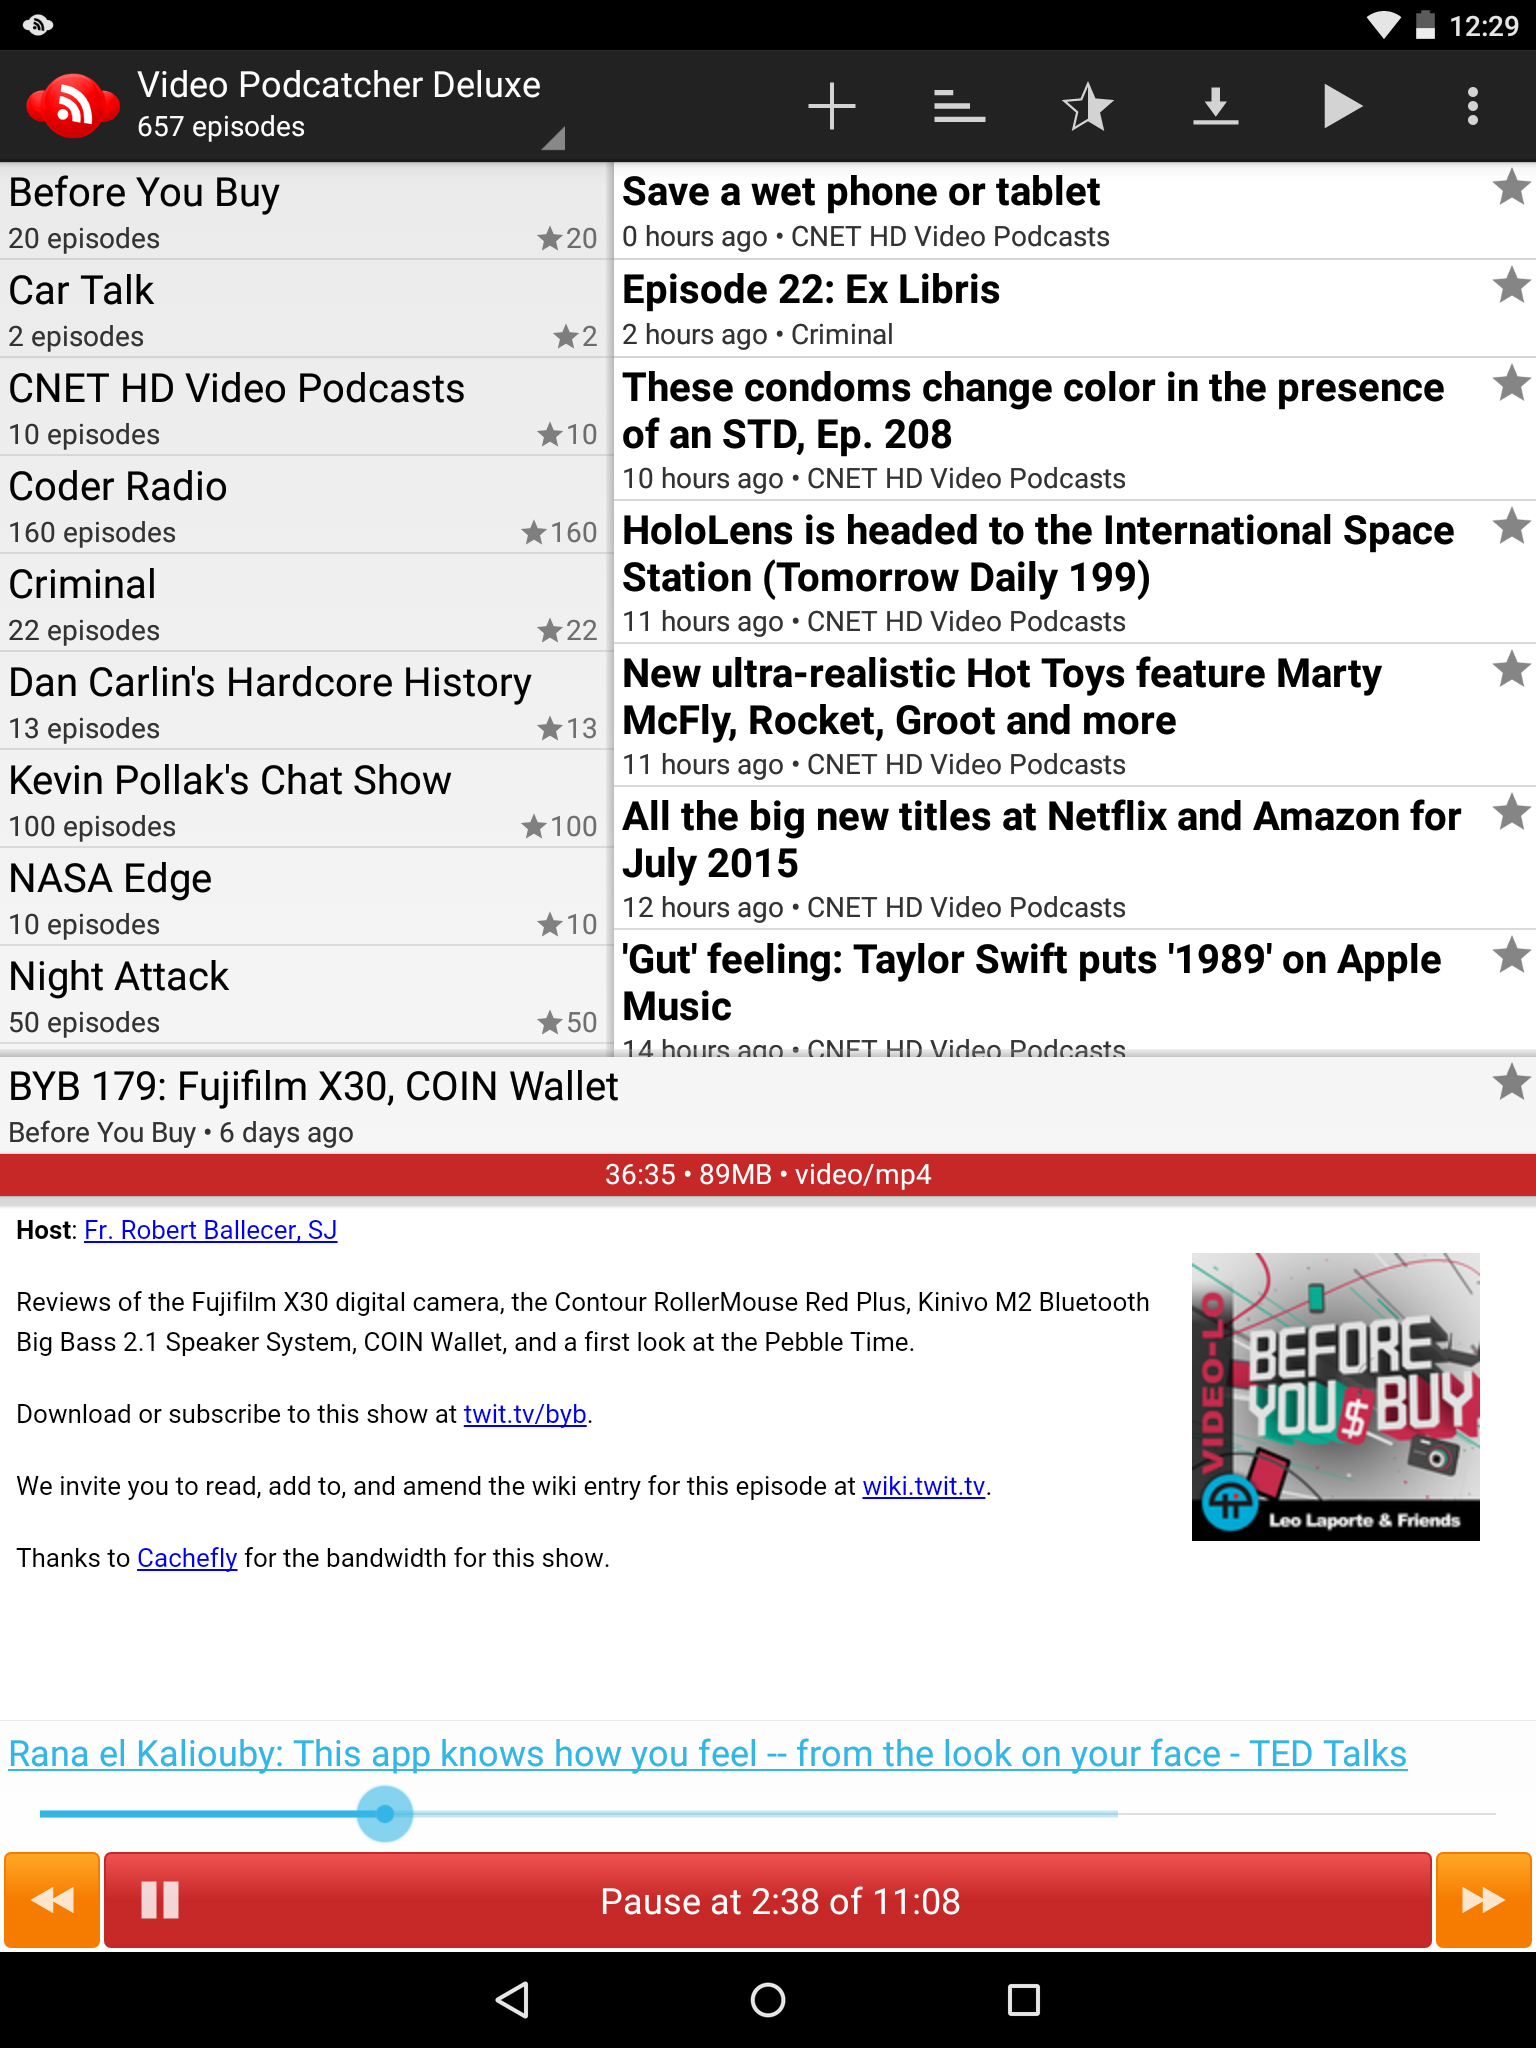 12:29
Video Podcatcher Deluxe
657 episodes
Before You Buy
20 episodes
20
Car Talk
2 episodes
2
CNET HD Video Podcasts
10 episodes
10
Coder Radio
160 episodes
160
Criminal
22 episodes
22
Dan Carlin's Hardcore History
13 episodes
13
Kevin Pollak's Chat Show
100 episodes
100
NASA Edge
10 episodes
10
Night Attack
50 episodes
50
Save a wet phone or tablet
0 hours ago • CNET HD Video Podcasts
Episode 22: Ex Libris
2 hours ago • Criminal
These condoms change color in the presence
of an STD, Ep. 208
10 hours ago • CNET HD Video Podcasts
HoloLens is headed to the International Space
Station (Tomorrow Daily 199)
11 hours ago • CNET HD Video Podcasts
New ultra-realistic Hot Toys feature Marty
McFly, Rocket, Groot and more
11 hours ago • CNET HD Video Podcasts
All the big new titles at Netflix and Amazon for
July 2015
12 hours ago • CNET HD Video Podcasts
'Gut' feeling: Taylor Swift puts '1989' on Apple
Music
14 hours ago • CNET HD Video Podcasts
BYB 179: Fujifilm X30, COIN Wallet
Before You Buy • 6 days ago
36:35 • 89MB • video/mp4
Host: Fr. Robert Ballecer, SJ
Reviews of the Fujifilm X30 digital camera, the Contour RollerMouse Red Plus, Kinivo M2 Bluetooth
Big Bass 2.1 Speaker System, COIN Wallet, and a first look at the Pebble Time.
Download or subscribe to this show at twit.tv/byb.
We invite you to read, add to, and amend the wiki entry for this episode at wiki.twit.tv.
Thanks to Cachefly for the bandwidth for this show.
VIDEO-LO
BEFORE
YOU $ BUY
Leo Laporte & Friends
Rana el Kaliouby: This app knows how you feel -- from the look on your face - TED Talks
Pause at 2:38 of 11:08